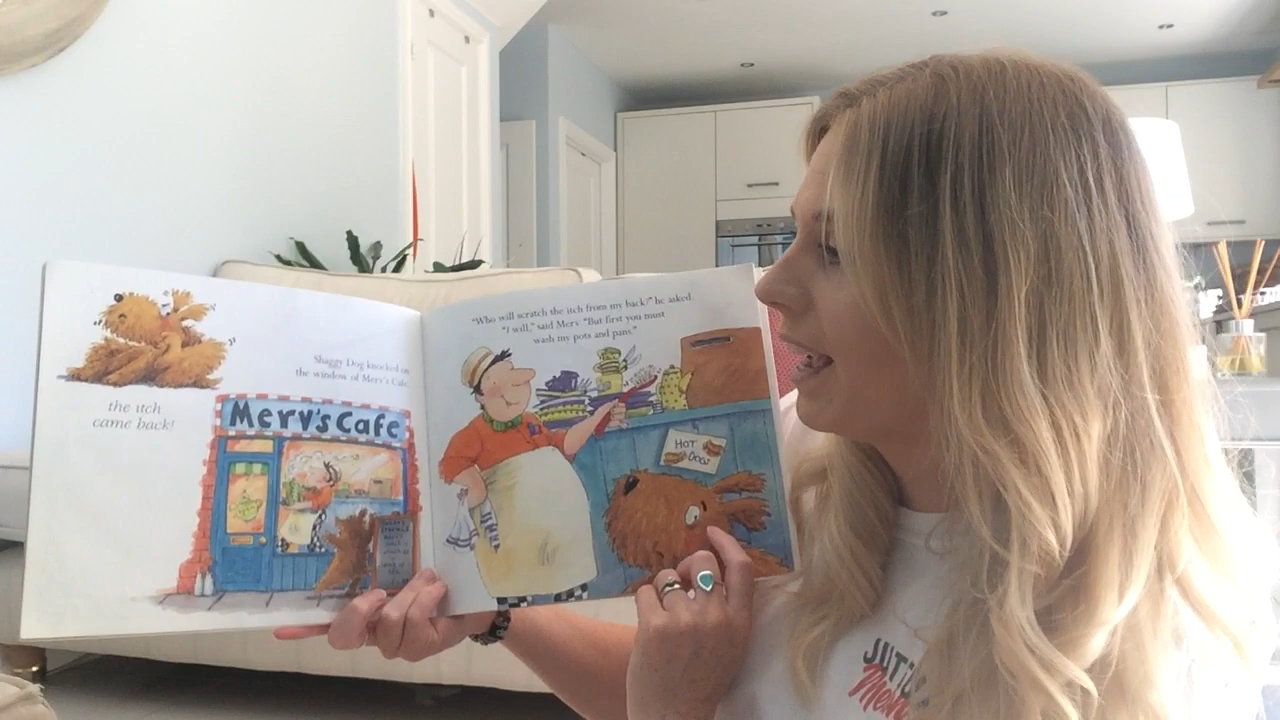 the itch
came back!
Shaggy Dog knocked on
the window of Merv's Cafe.
Merv's Cafe
"Who will scratch the itch from my back?" he asked.
"I will," said Merv. "But first you must
wash my pots and pans."
HOT
DOGS